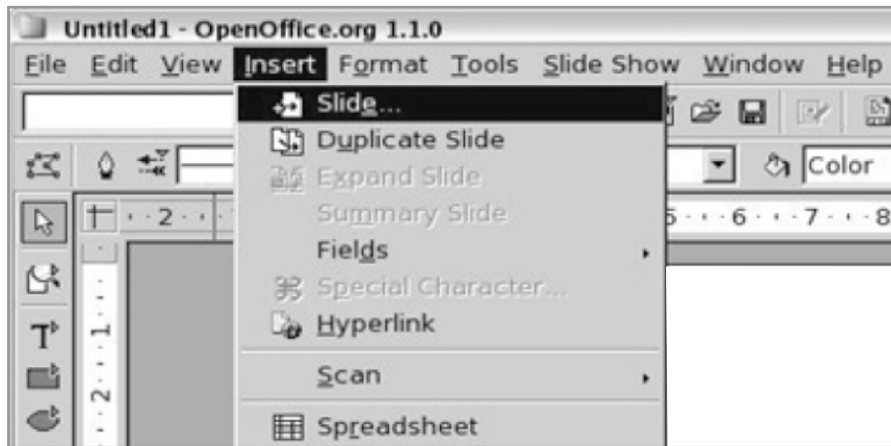 Untitled1 - OpenOffice.org 1.1.0
File Edit View Insert Format Tools Slide Show Window Help
Slide...
Duplicate Slide
Expand Slide
Color
Summary Slide
2 5 6 7 8
Fields
Special Character...
Hyperlink
1
Scan
2
Spreadsheet